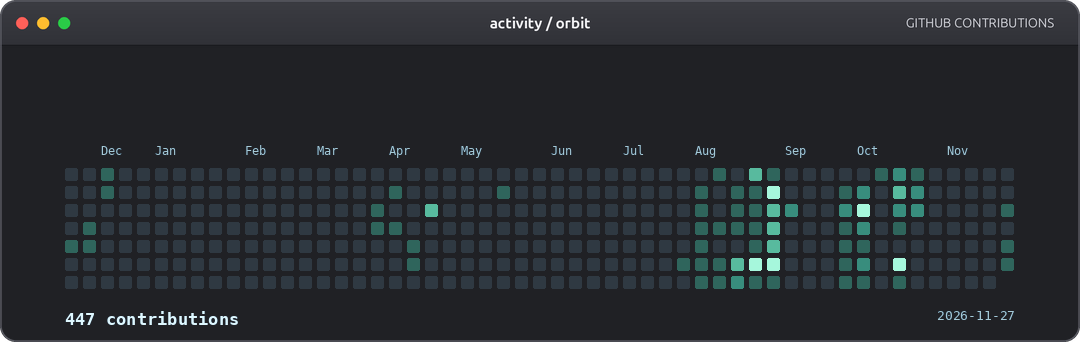 activity / orbit
GITHUB CONTRIBUTIONS
Dec Jan Feb Mar Apr May Jun Jul Aug Sep Oct Nov
447 contributions
2026-11-27